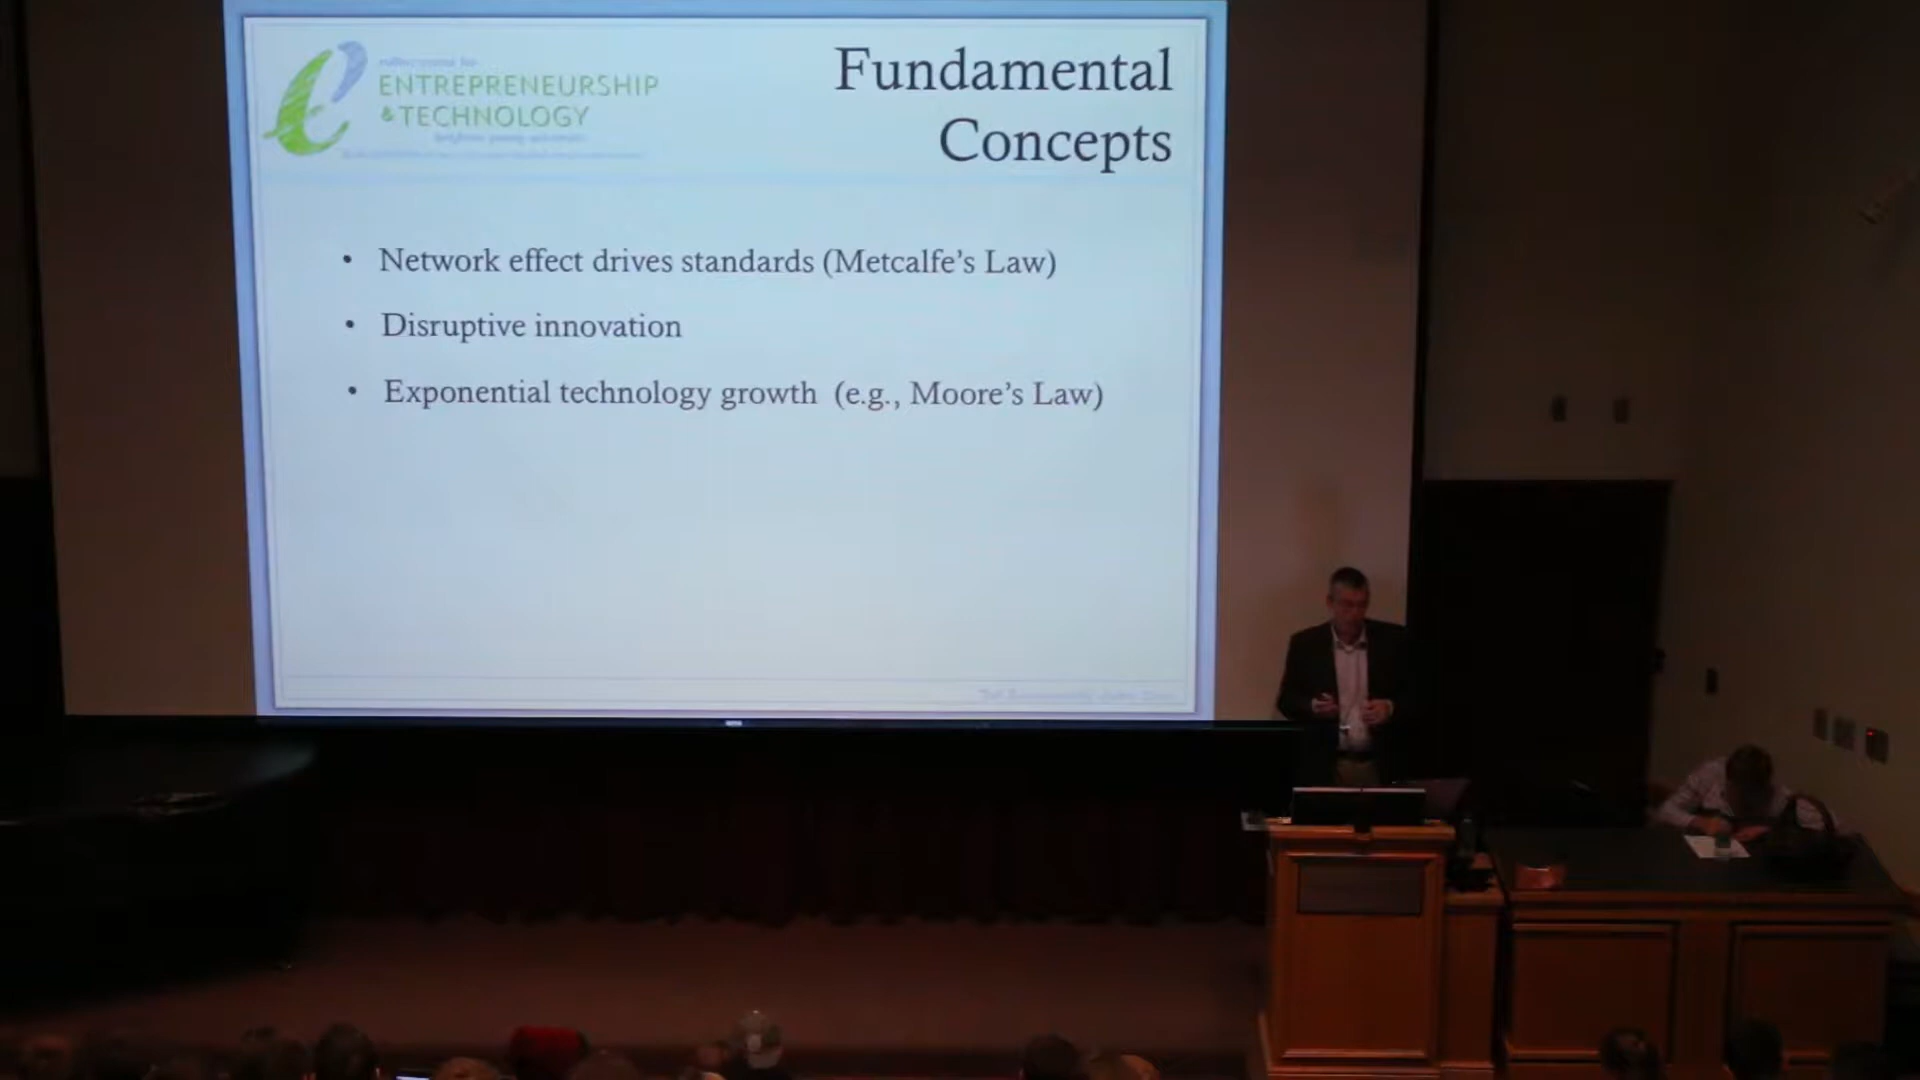 ENTREPRENEURSHIP
& TECHNOLOGY
Fundamental
Concepts
• Network effect drives standards (Metcalfe's Law)
• Disruptive innovation
• Exponential technology growth (e.g., Moore's Law)